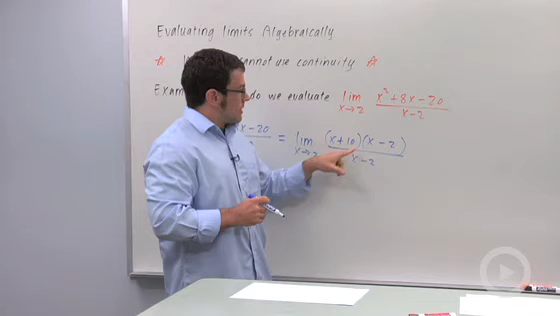 Evaluating limits Algebraically
☆ cannot use continuity ☆
do we evaluate lim x→2 x²+8x−20 / x−2
x−20 = lim x→2 (x+10)(x−2) / x−2